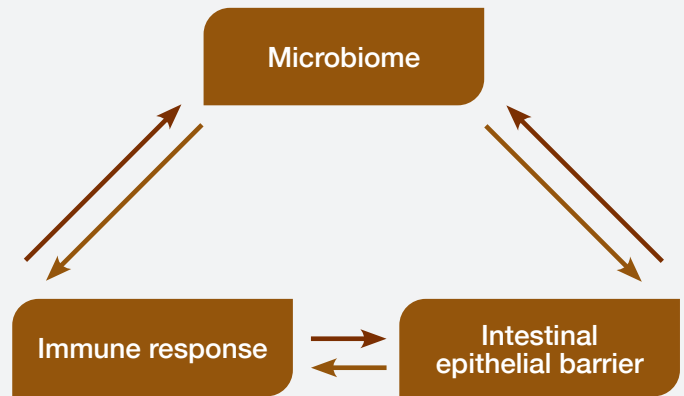 Microbiome
Immune response
Intestinal
epithelial barrier